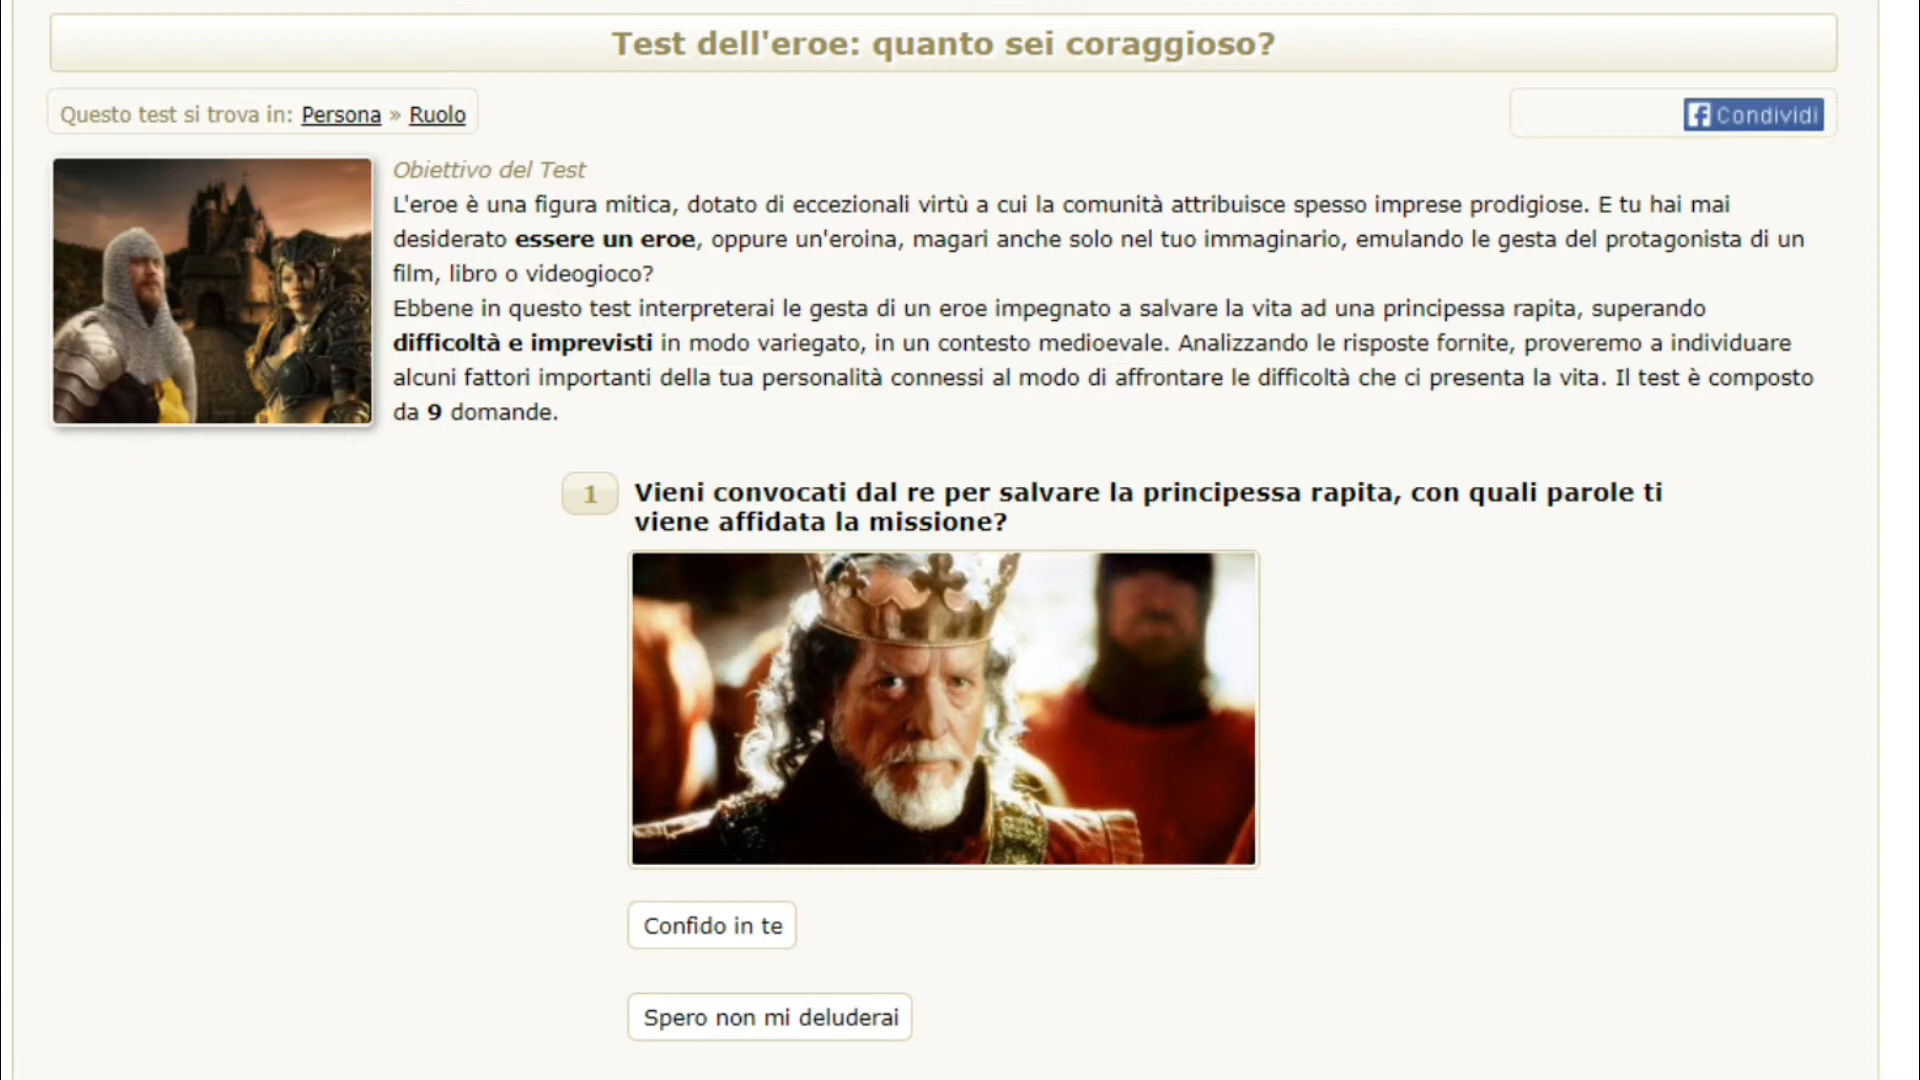 Test dell'eroe: quanto sei coraggioso?
Questo test si trova in: Persona » Ruolo
Condividi
Obiettivo del Test
L'eroe è una figura mitica, dotato di eccezionali virtù a cui la comunità attribuisce spesso imprese prodigiose. E tu hai mai
desiderato essere un eroe, oppure un'eroina, magari anche solo nel tuo immaginario, emulando le gesta del protagonista di un
film, libro o videogioco?
Ebbene in questo test interpreterai le gesta di un eroe impegnato a salvare la vita ad una principessa rapita, superando
difficoltà e imprevisti in modo variegato, in un contesto medioevale. Analizzando le risposte fornite, proveremo a individuare
alcuni fattori importanti della tua personalità connessi al modo di affrontare le difficoltà che ci presenta la vita. Il test è composto
da 9 domande.
1 Vieni convocati dal re per salvare la principessa rapita, con quali parole ti
viene affidata la missione?
Confido in te
Spero non mi deluderai